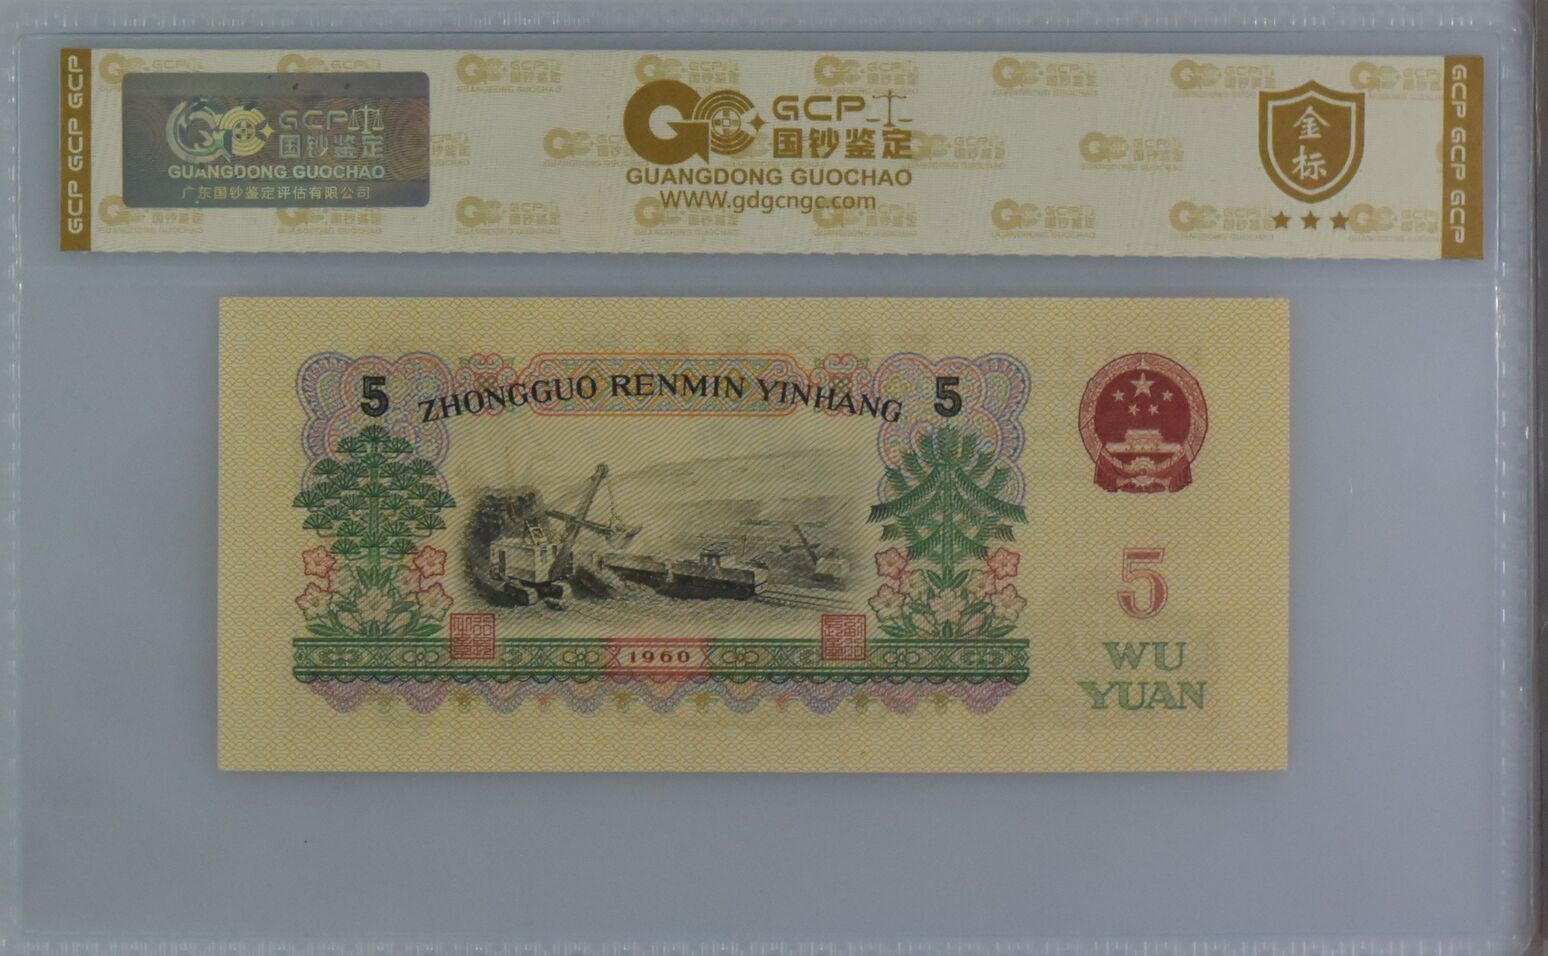 GCP GCP GCP
GCP
国钞鉴定
GUANGDONG GUOCHAO
广东国钞鉴定评估有限公司
GCP
国钞鉴定
GUANGDONG GUOCHAO
WWW.gdgcngc.com
金
标
GCP GCP GCP
5
ZHONGGUO RENMIN YINHANG
5
1960
5
WU
YUAN